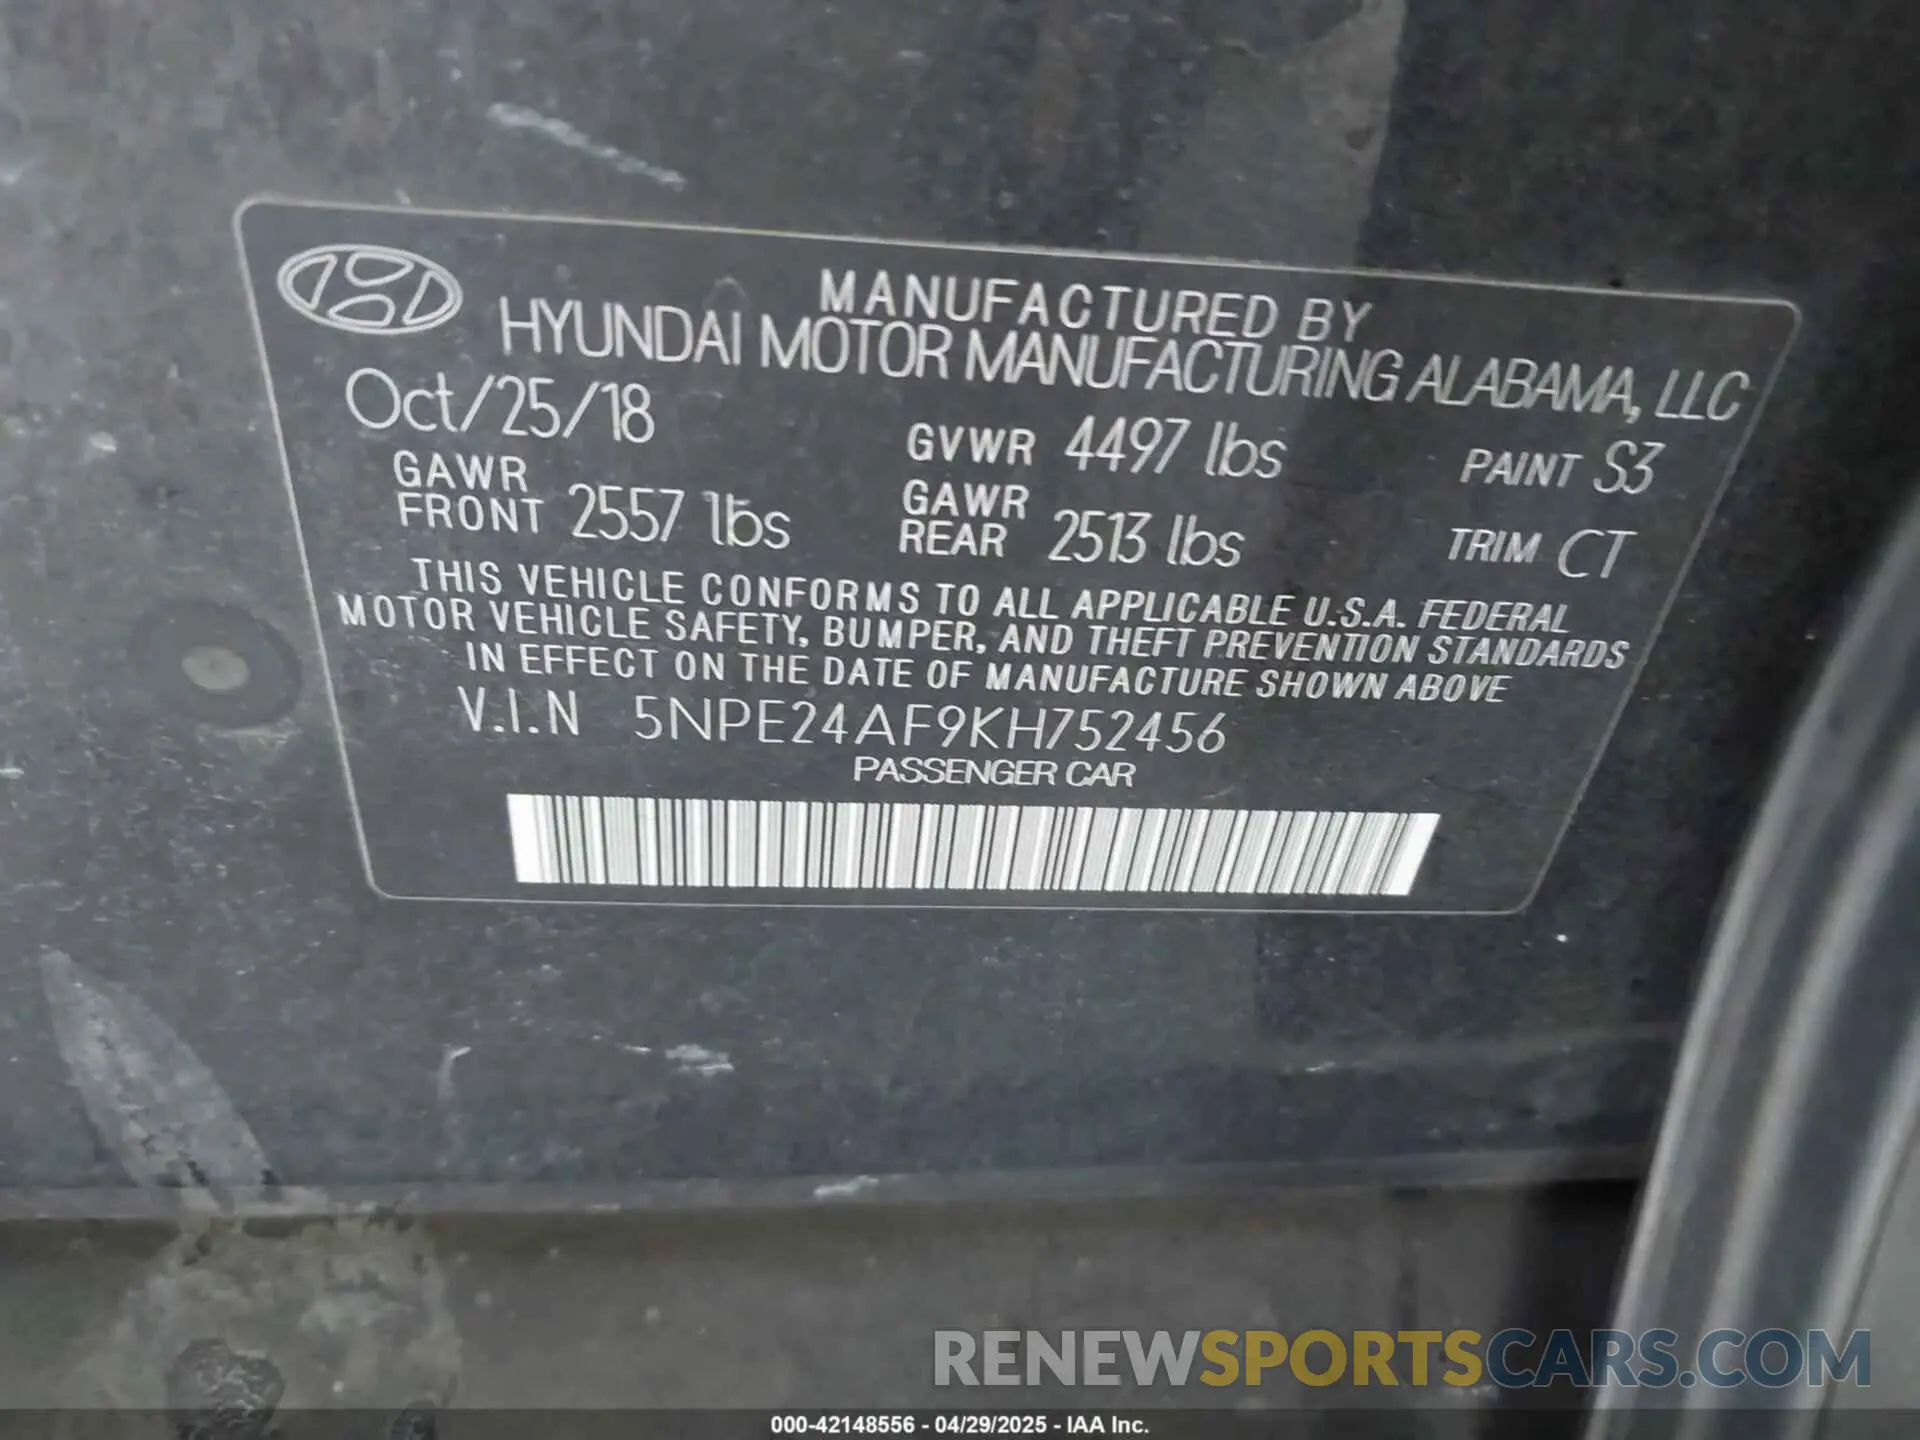 MANUFACTURED BY
HYUNDAI MOTOR MANUFACTURING ALABAMA, LLC
Oct/25/18 GVWR 4497 lbs PAINT S3
GAWR FRONT 2557 lbs GAWR REAR 2513 lbs TRIM CT
THIS VEHICLE CONFORMS TO ALL APPLICABLE U.S.A. FEDERAL
MOTOR VEHICLE SAFETY, BUMPER, AND THEFT PREVENTION STANDARDS
IN EFFECT ON THE DATE OF MANUFACTURE SHOWN ABOVE
V.I.N 5NPE24AF9KH752456
PASSENGER CAR
RENEWSPORTSCARS.COM
000-42148556 - 04/29/2025 - IAA Inc.